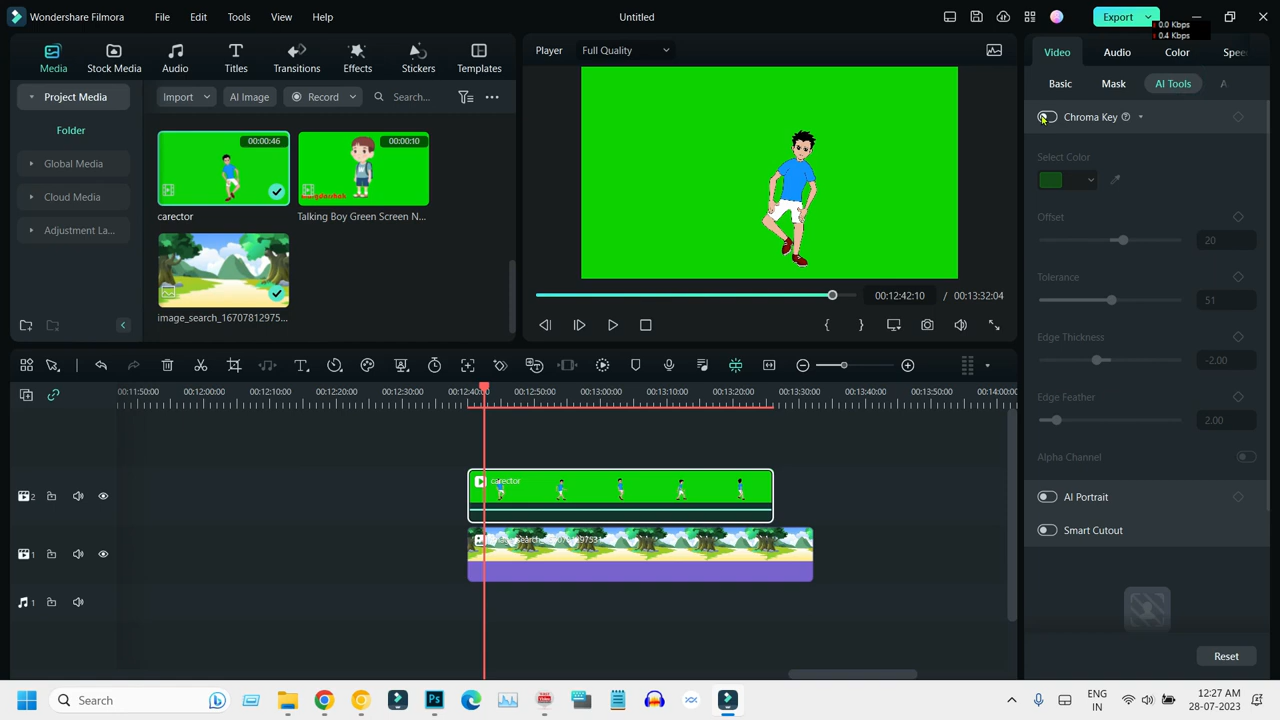 Wondershare Filmora File Edit Tools View Help Untitled Export
0.0 Kbps
0.4 Kbps
Media Stock Media Audio Titles Transitions Effects Stickers Templates
Player Full Quality
Video Audio Color Spee
Project Media Import AI Image Record Search...
Basic Mask AI Tools A
Folder
Global Media
Cloud Media
Adjustment La...
00:00:46 00:00:10
carector Talking Boy Green Screen N...
image_search_16707812975...
00:12:42:10 / 00:13:32:04
Chroma Key
Select Color
Offset
20
Tolerance
51
Edge Thickness
-2.00
Edge Feather
2.00
Alpha Channel
AI Portrait
Smart Cutout
Reset
00:11:50:00 00:12:00:00 00:12:10:00 00:12:20:00 00:12:30:00 00:12:40:00 00:12:50:00 00:13:00:00 00:13:10:00 00:13:20:00 00:13:30:00 00:13:40:00 00:13:50:00 00:14:00:00
2 carector
1
1
Search
ENG
IN
12:27 AM
28-07-2023